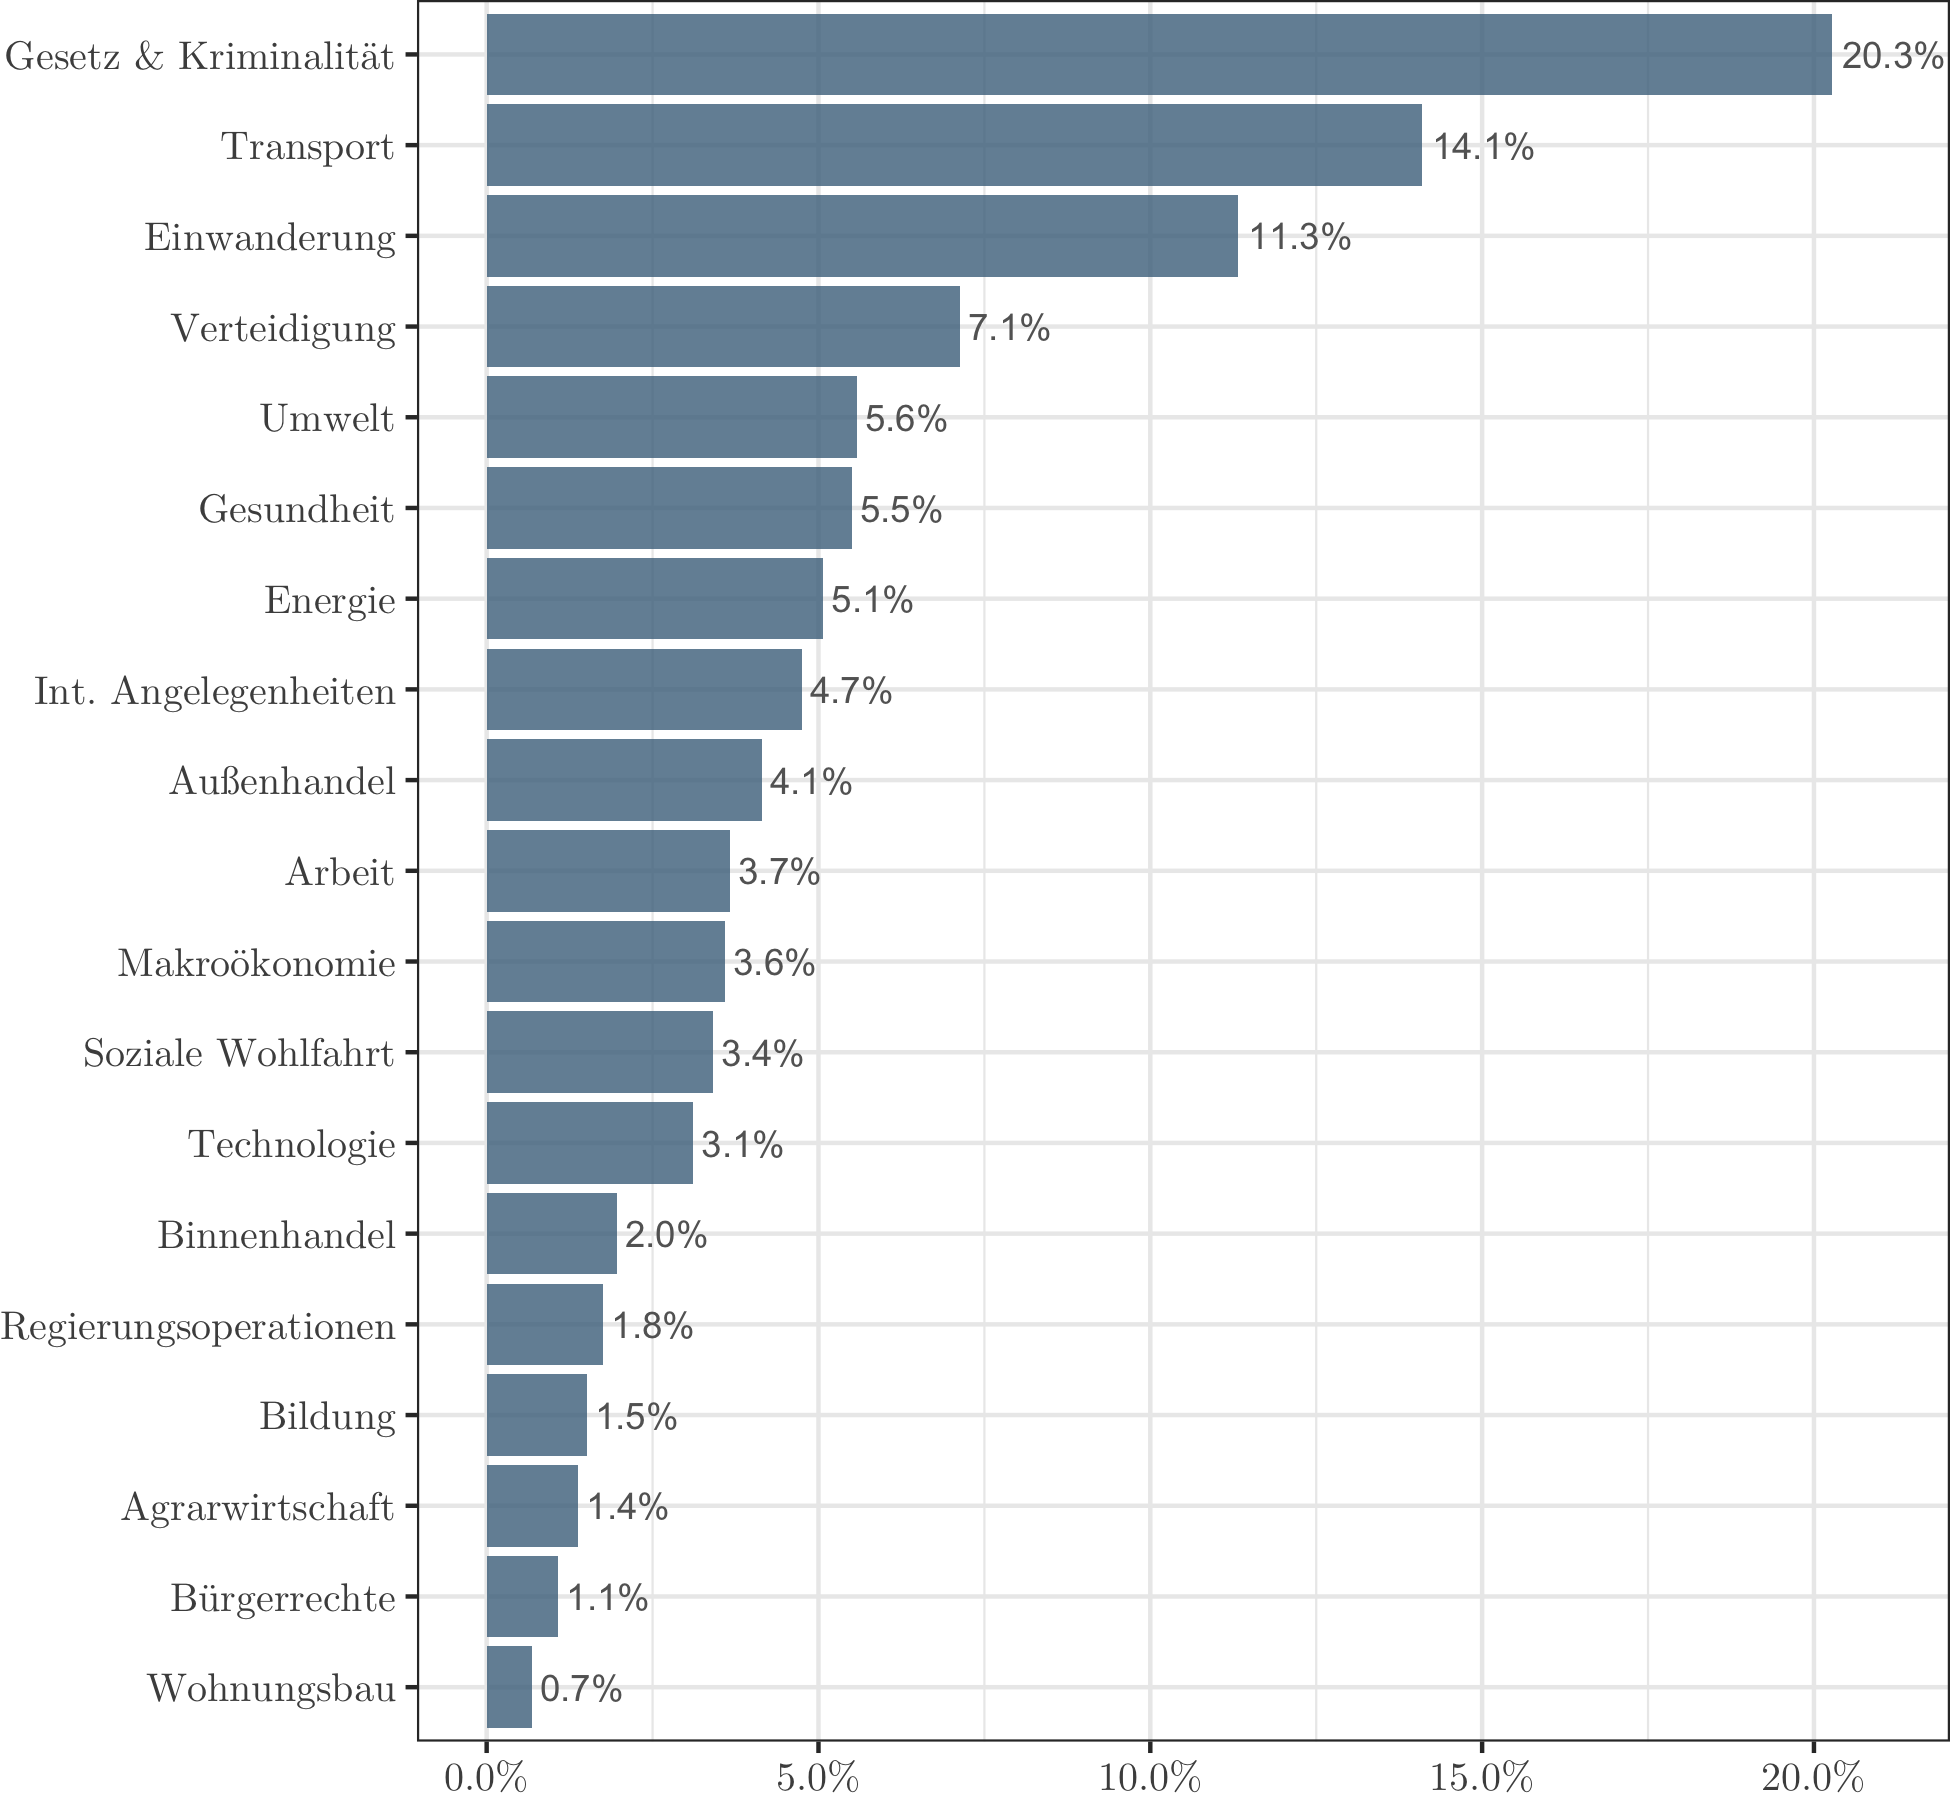 Gesetz & Kriminalität 20.3%
Transport 14.1%
Einwanderung 11.3%
Verteidigung 7.1%
Umwelt 5.6%
Gesundheit 5.5%
Energie 5.1%
Int. Angelegenheiten 4.7%
Außenhandel 4.1%
Arbeit 3.7%
Makroökonomie 3.6%
Soziale Wohlfahrt 3.4%
Technologie 3.1%
Binnenhandel 2.0%
Regierungsoperationen 1.8%
Bildung 1.5%
Agrarwirtschaft 1.4%
Bürgerrechte 1.1%
Wohnungsbau 0.7%
0.0% 5.0% 10.0% 15.0% 20.0%